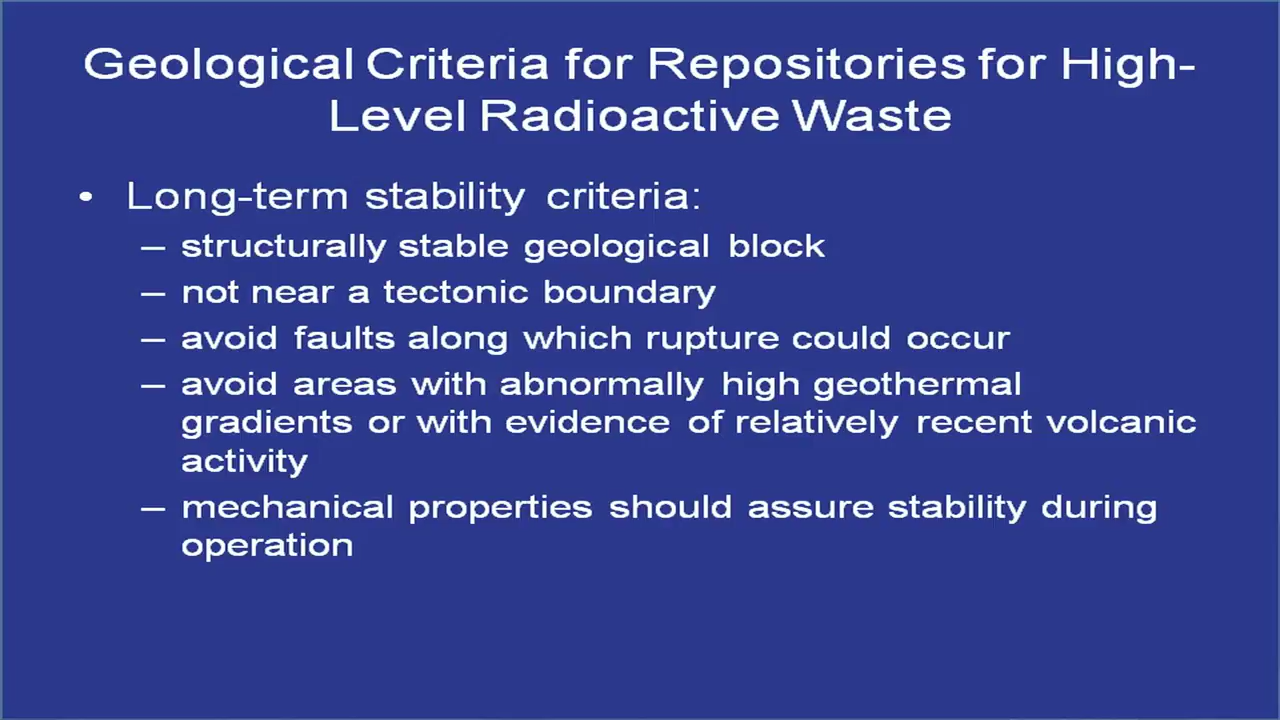 Geological Criteria for Repositories for High-
Level Radioactive Waste
• Long-term stability criteria:
– structurally stable geological block
– not near a tectonic boundary
– avoid faults along which rupture could occur
– avoid areas with abnormally high geothermal
gradients or with evidence of relatively recent volcanic
activity
– mechanical properties should assure stability during
operation